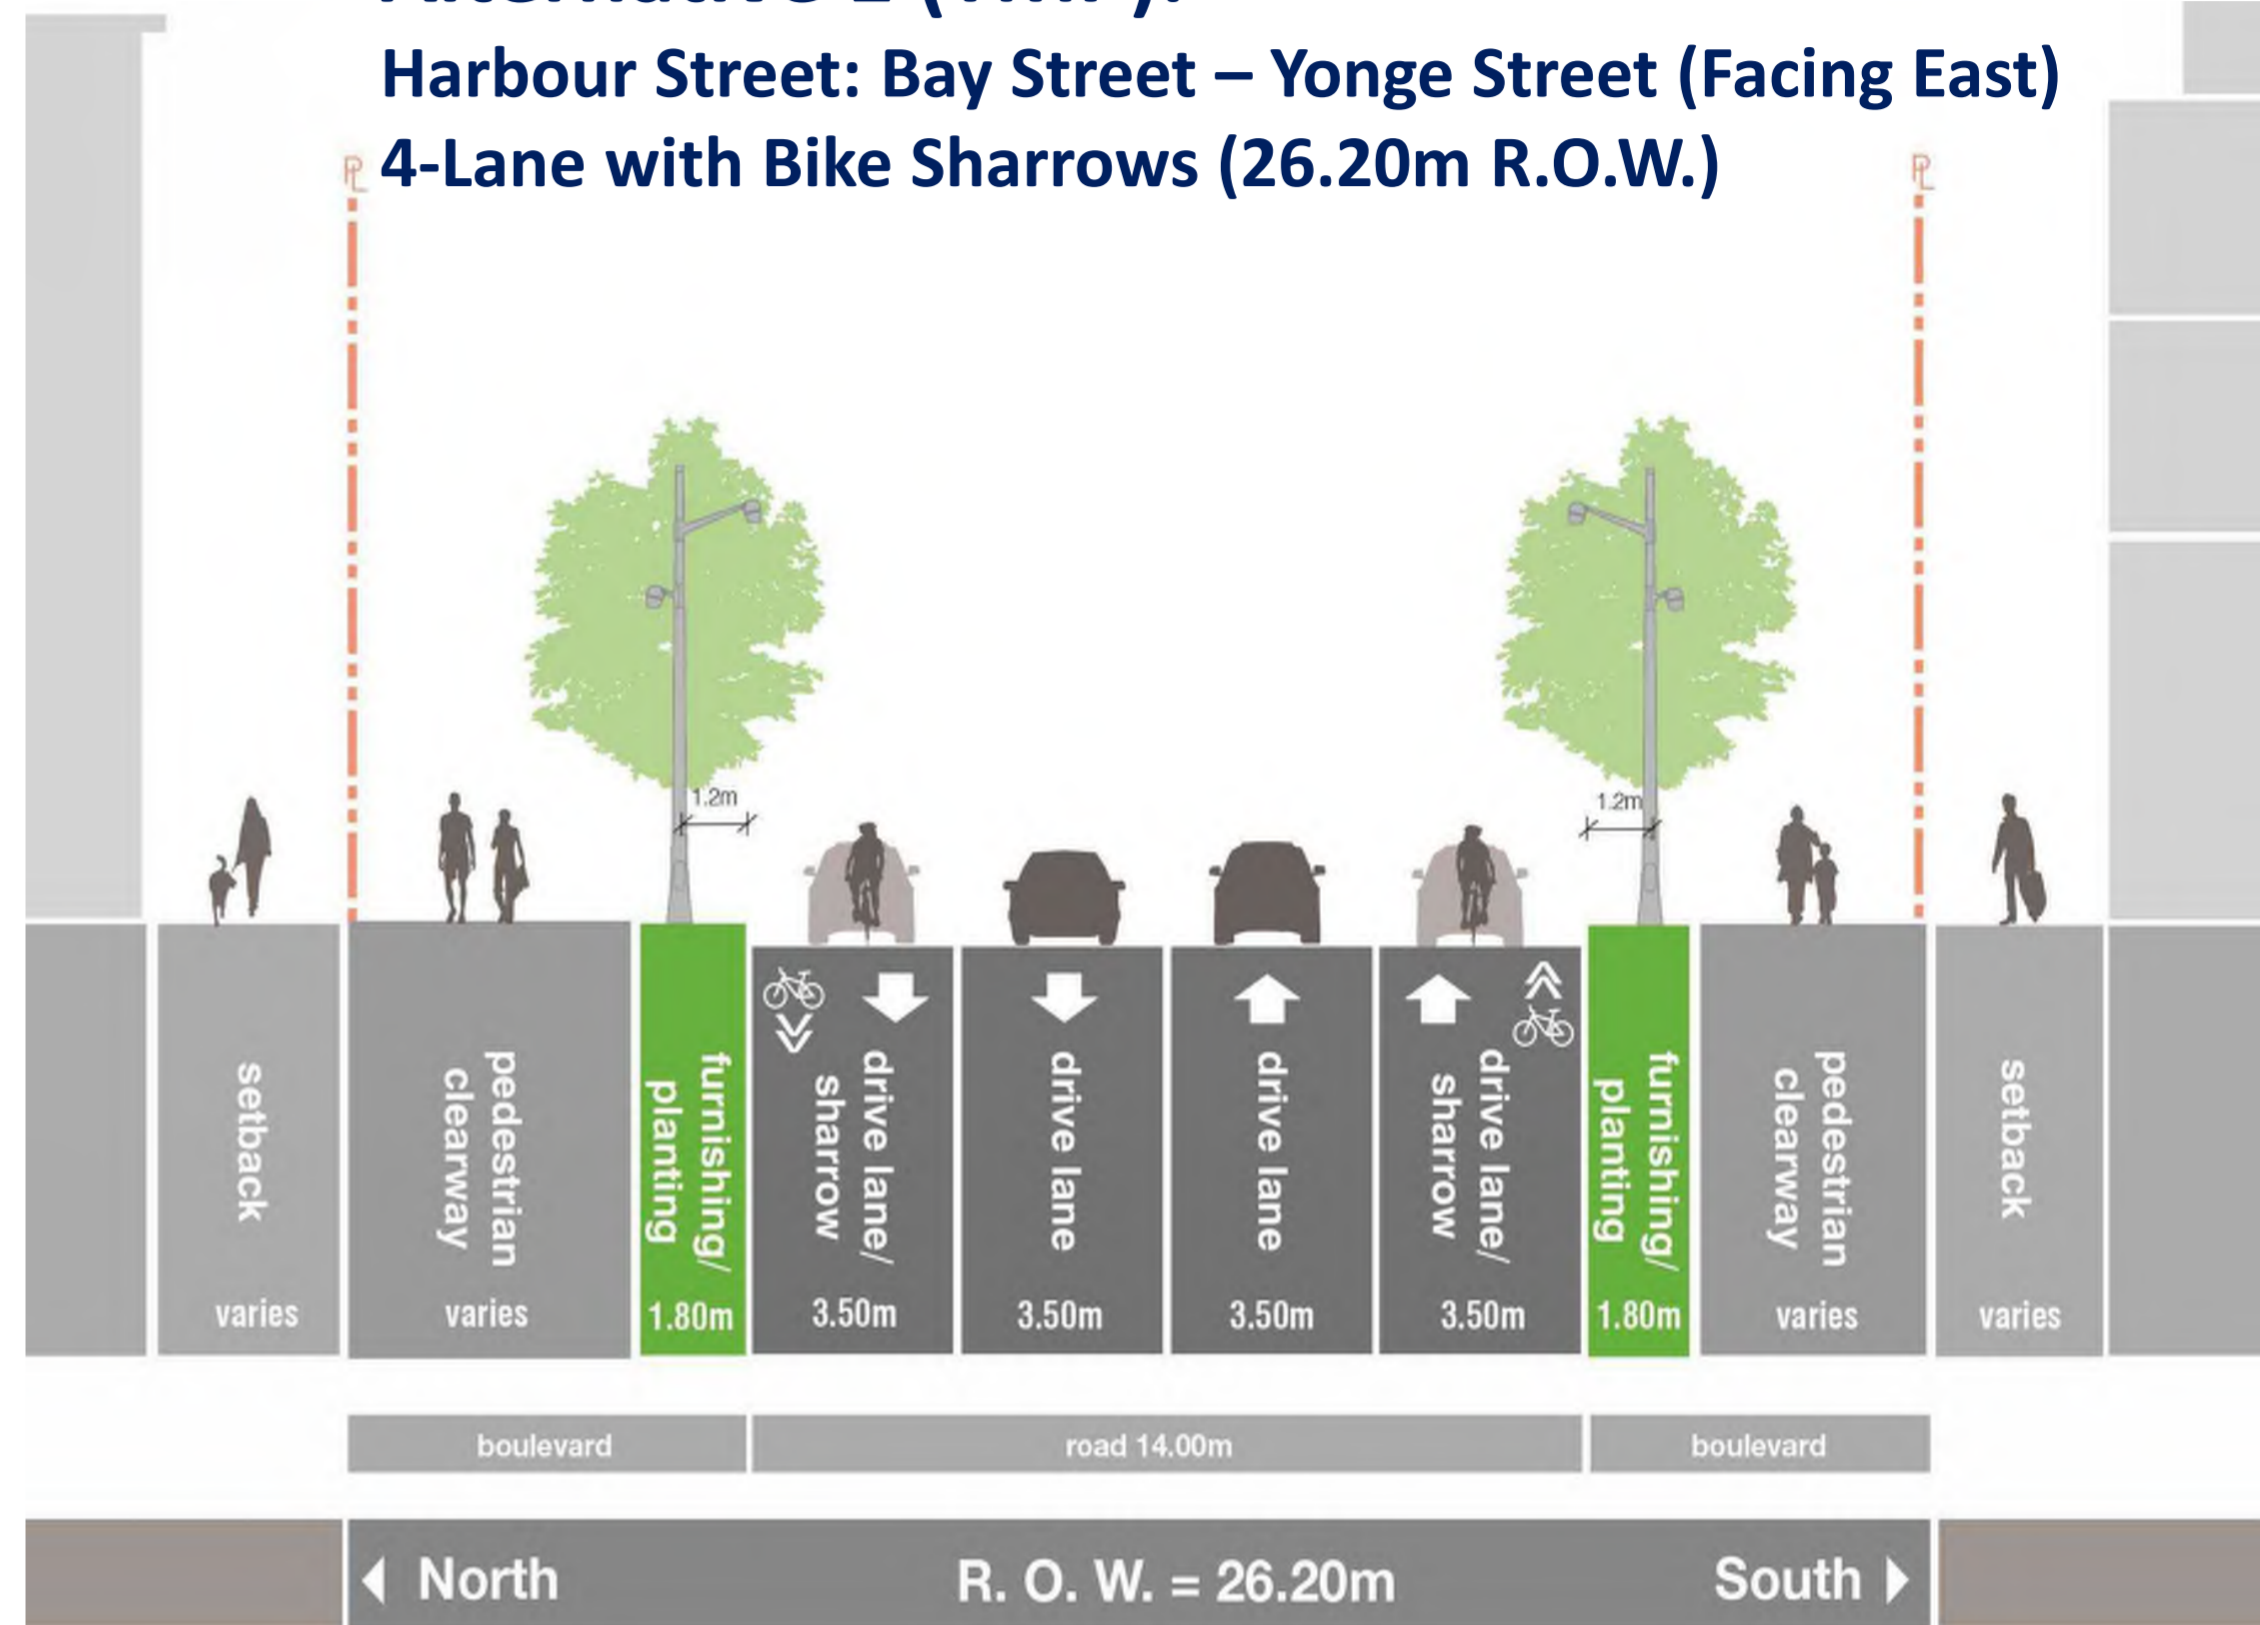 Harbour Street: Bay Street – Yonge Street (Facing East)
4-Lane with Bike Sharrows (26.20m R.O.W.)
PL
PL
1.2m
1.2m
setback
varies
pedestrian
clearway
varies
furnishing/
planting
1.80m
drive lane/
sharrow
3.50m
drive lane
3.50m
drive lane
3.50m
drive lane/
sharrow
3.50m
furnishing/
planting
1.80m
pedestrian
clearway
varies
setback
varies
boulevard
road 14.00m
boulevard
North
R. O. W. = 26.20m
South